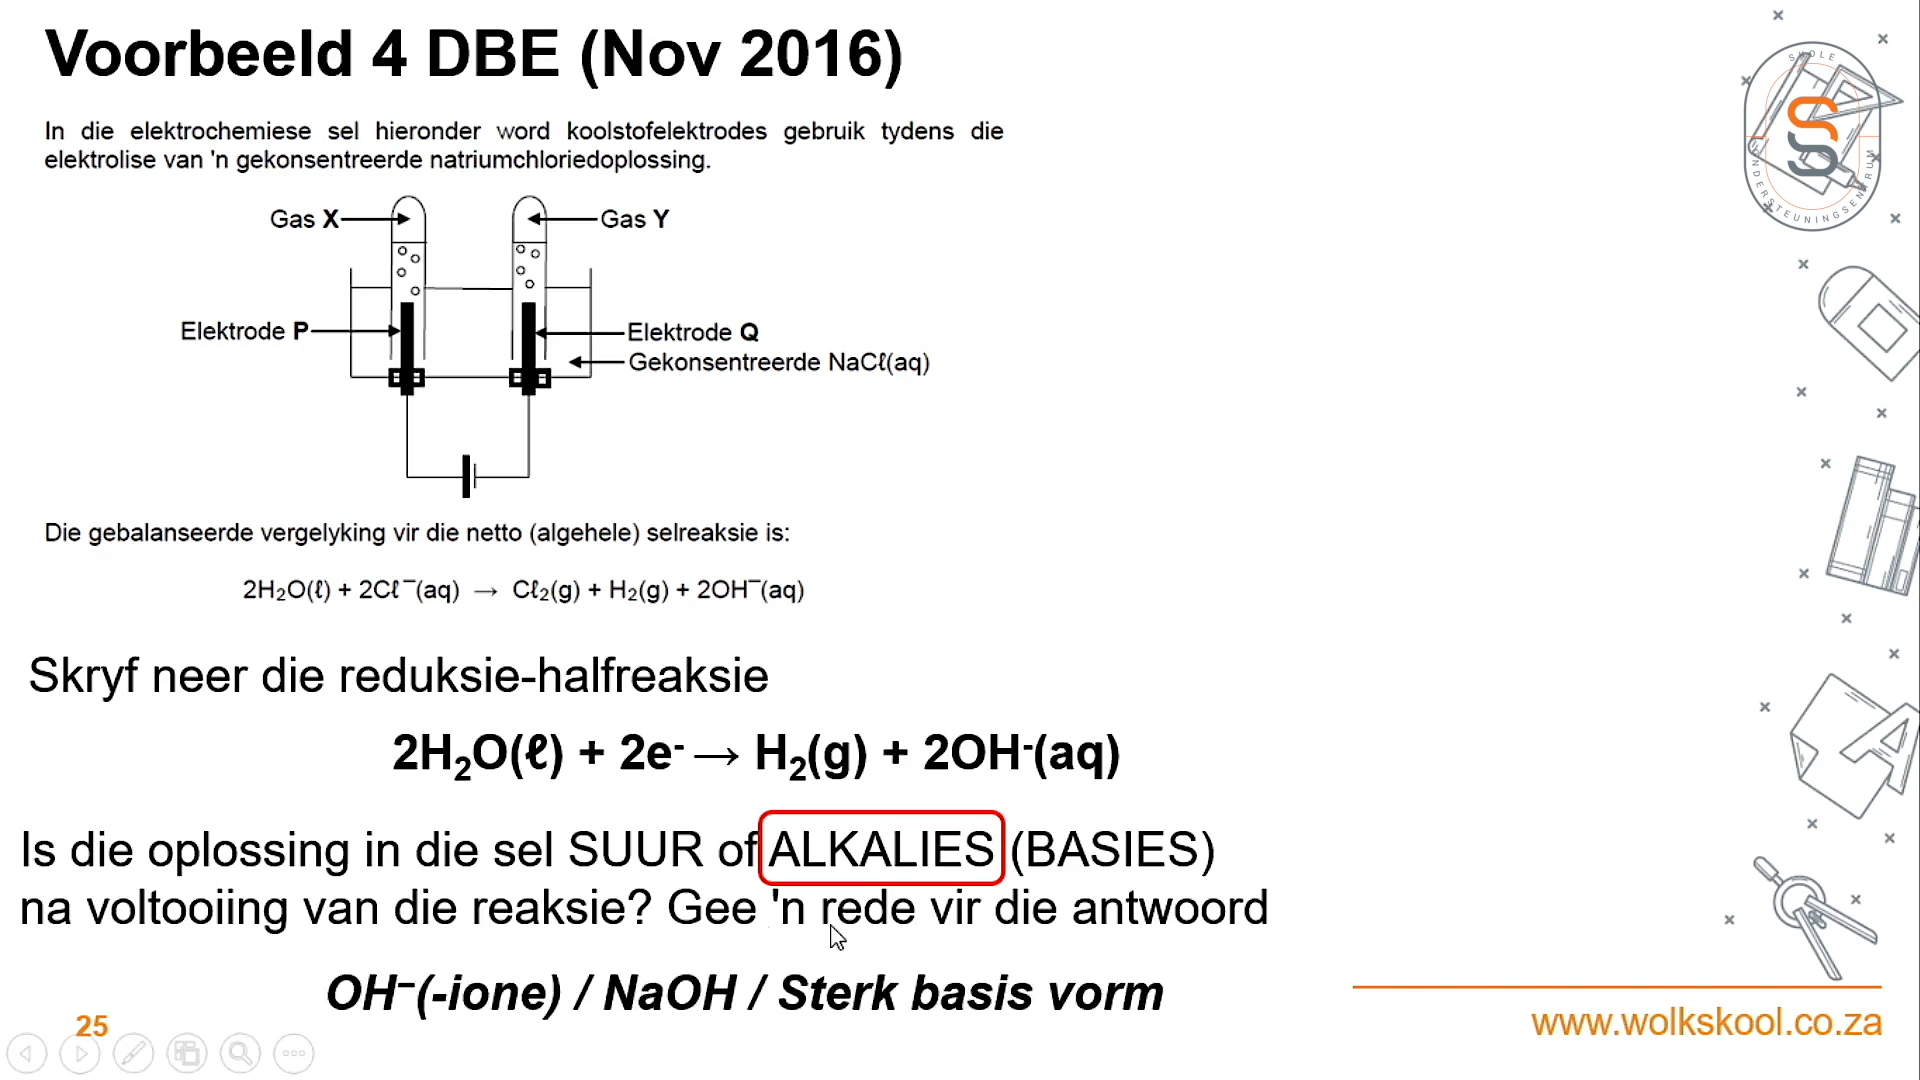 Voorbeeld 4 DBE (Nov 2016)
In die elektrochemiese sel hieronder word koolstofelektrodes gebruik tydens die
elektrolise van 'n gekonsentreerde natriumchloriedoplossing.
Gas X
Gas Y
Elektrode P
Elektrode Q
Gekonsentreerde NaCℓ(aq)
Die gebalanseerde vergelyking vir die netto (algehele) selreaksie is:
2H₂O(ℓ) + 2Cℓ⁻(aq) → Cℓ₂(g) + H₂(g) + 2OH⁻(aq)
Skryf neer die reduksie-halfreaksie
2H₂O(ℓ) + 2e⁻ → H₂(g) + 2OH⁻(aq)
Is die oplossing in die sel SUUR of ALKALIES (BASIES)
na voltooiing van die reaksie? Gee 'n rede vir die antwoord
OH⁻(-ione) / NaOH / Sterk basis vorm
25
www.wolkskool.co.za
SKOLE
ONDERSTEUNINGSENTRUM